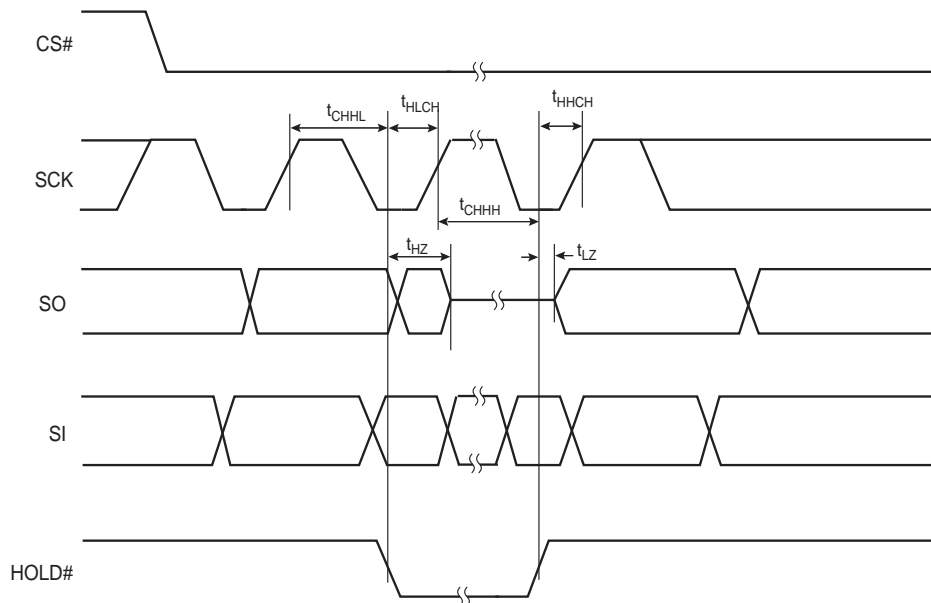 CS#
tCHHL
tHLCH
tHHCH
SCK
tCHHH
tHZ
tLZ
SO
SI
HOLD#